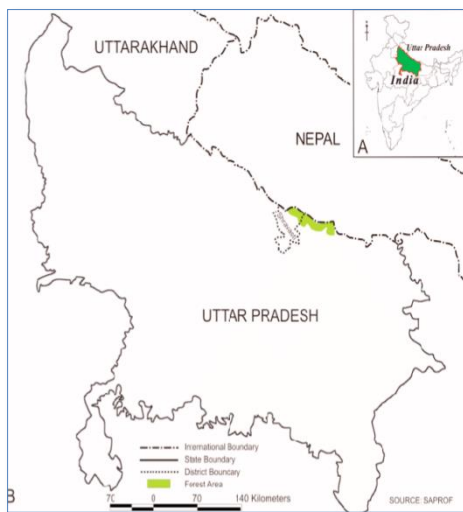 UTTARAKHAND
Uttar Pradesh
India
A
NEPAL
UTTAR PRADESH
International Boundary
State Boundary
District Boundary
Forest Area
70 0 70 140 Kilometers
B
SOURCE: SAPROF